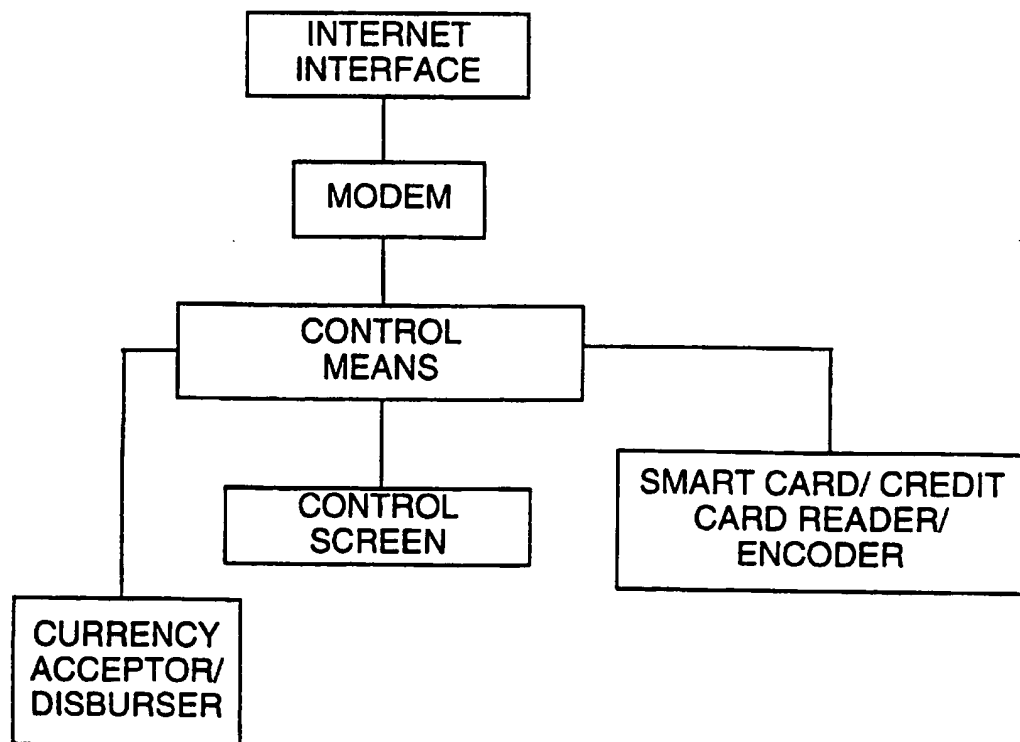 INTERNET
INTERFACE
MODEM
CONTROL
MEANS
CONTROL
SCREEN
SMART CARD/ CREDIT
CARD READER/
ENCODER
CURRENCY
ACCEPTOR/
DISBURSER